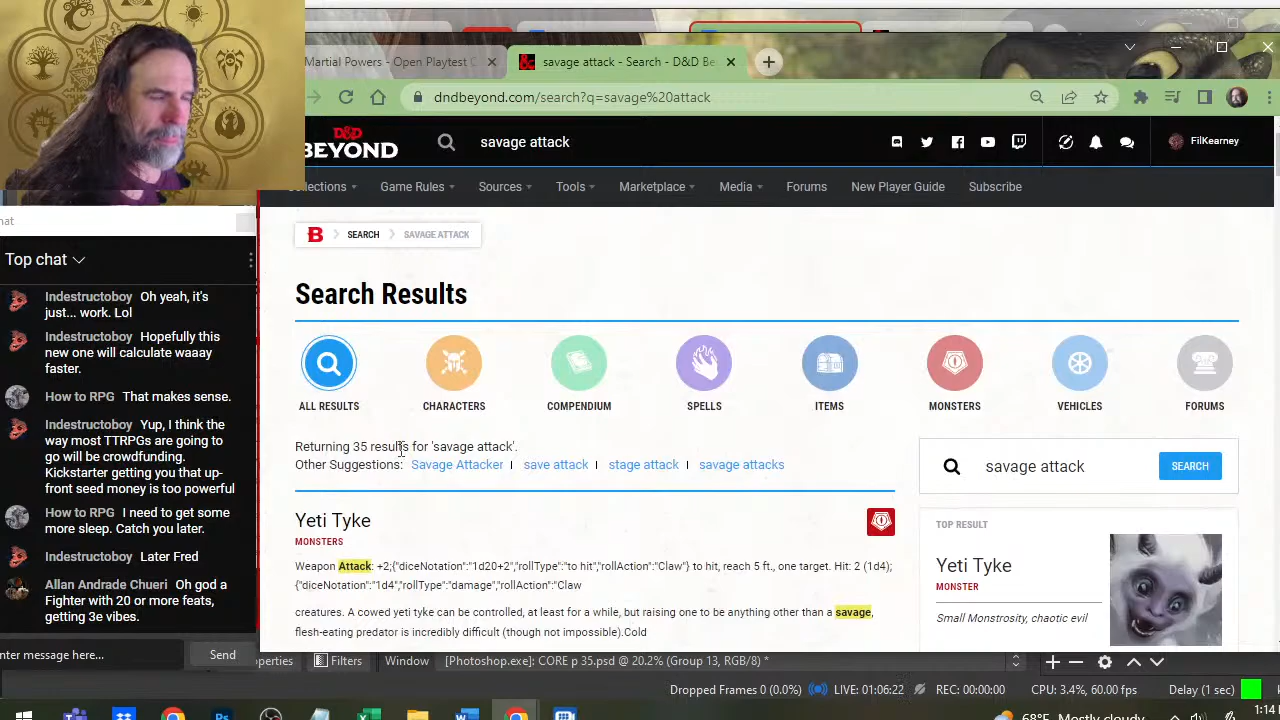 Martial Powers - Open Playtest
savage attack - Search - D&D Be
dndbeyond.com/search?q=savage%20attack
D&D
BEYOND
savage attack
FilKearney
Collections
Game Rules
Sources
Tools
Marketplace
Media
Forums
New Player Guide
Subscribe
B
SEARCH
SAVAGE ATTACK
Search Results
ALL RESULTS
CHARACTERS
COMPENDIUM
SPELLS
ITEMS
MONSTERS
VEHICLES
FORUMS
Returning 35 results for 'savage attack'.
Other Suggestions: Savage Attacker | save attack | stage attack | savage attacks
savage attack
SEARCH
Yeti Tyke
MONSTERS
Weapon Attack: +2;{"diceNotation":"1d20+2","rollType":"to hit","rollAction":"Claw"} to hit, reach 5 ft., one target. Hit: 2 (1d4);
{"diceNotation":"1d4","rollType":"damage","rollAction":"Claw
creatures. A cowed yeti tyke can be controlled, at least for a while, but raising one to be anything other than a savage,
flesh-eating predator is incredibly difficult (though not impossible).Cold
TOP RESULT
Yeti Tyke
MONSTER
Small Monstrosity, chaotic evil
hat
Top chat
Indestructoboy Oh yeah, it's
just... work. Lol
Indestructoboy Hopefully this
new one will calculate waaay
faster.
How to RPG That makes sense.
Indestructoboy Yup, I think the
way most TTRPGs are going to
go will be crowdfunding.
Kickstarter getting you that up-
front seed money is too powerful
How to RPG I need to get some
more sleep. Catch you later.
Indestructoboy Later Fred
Allan Andrade Chueri Oh god a
Fighter with 20 or more feats,
getting 3e vibes.
nter message here...
Send
operties
Filters
Window
[Photoshop.exe]: CORE p 35.psd @ 20.2% (Group 13, RGB/8) *
Dropped Frames 0 (0.0%)
LIVE: 01:06:22
REC: 00:00:00
CPU: 3.4%, 60.00 fps
Delay (1 sec)
68°F Mostly cloudy
1:14